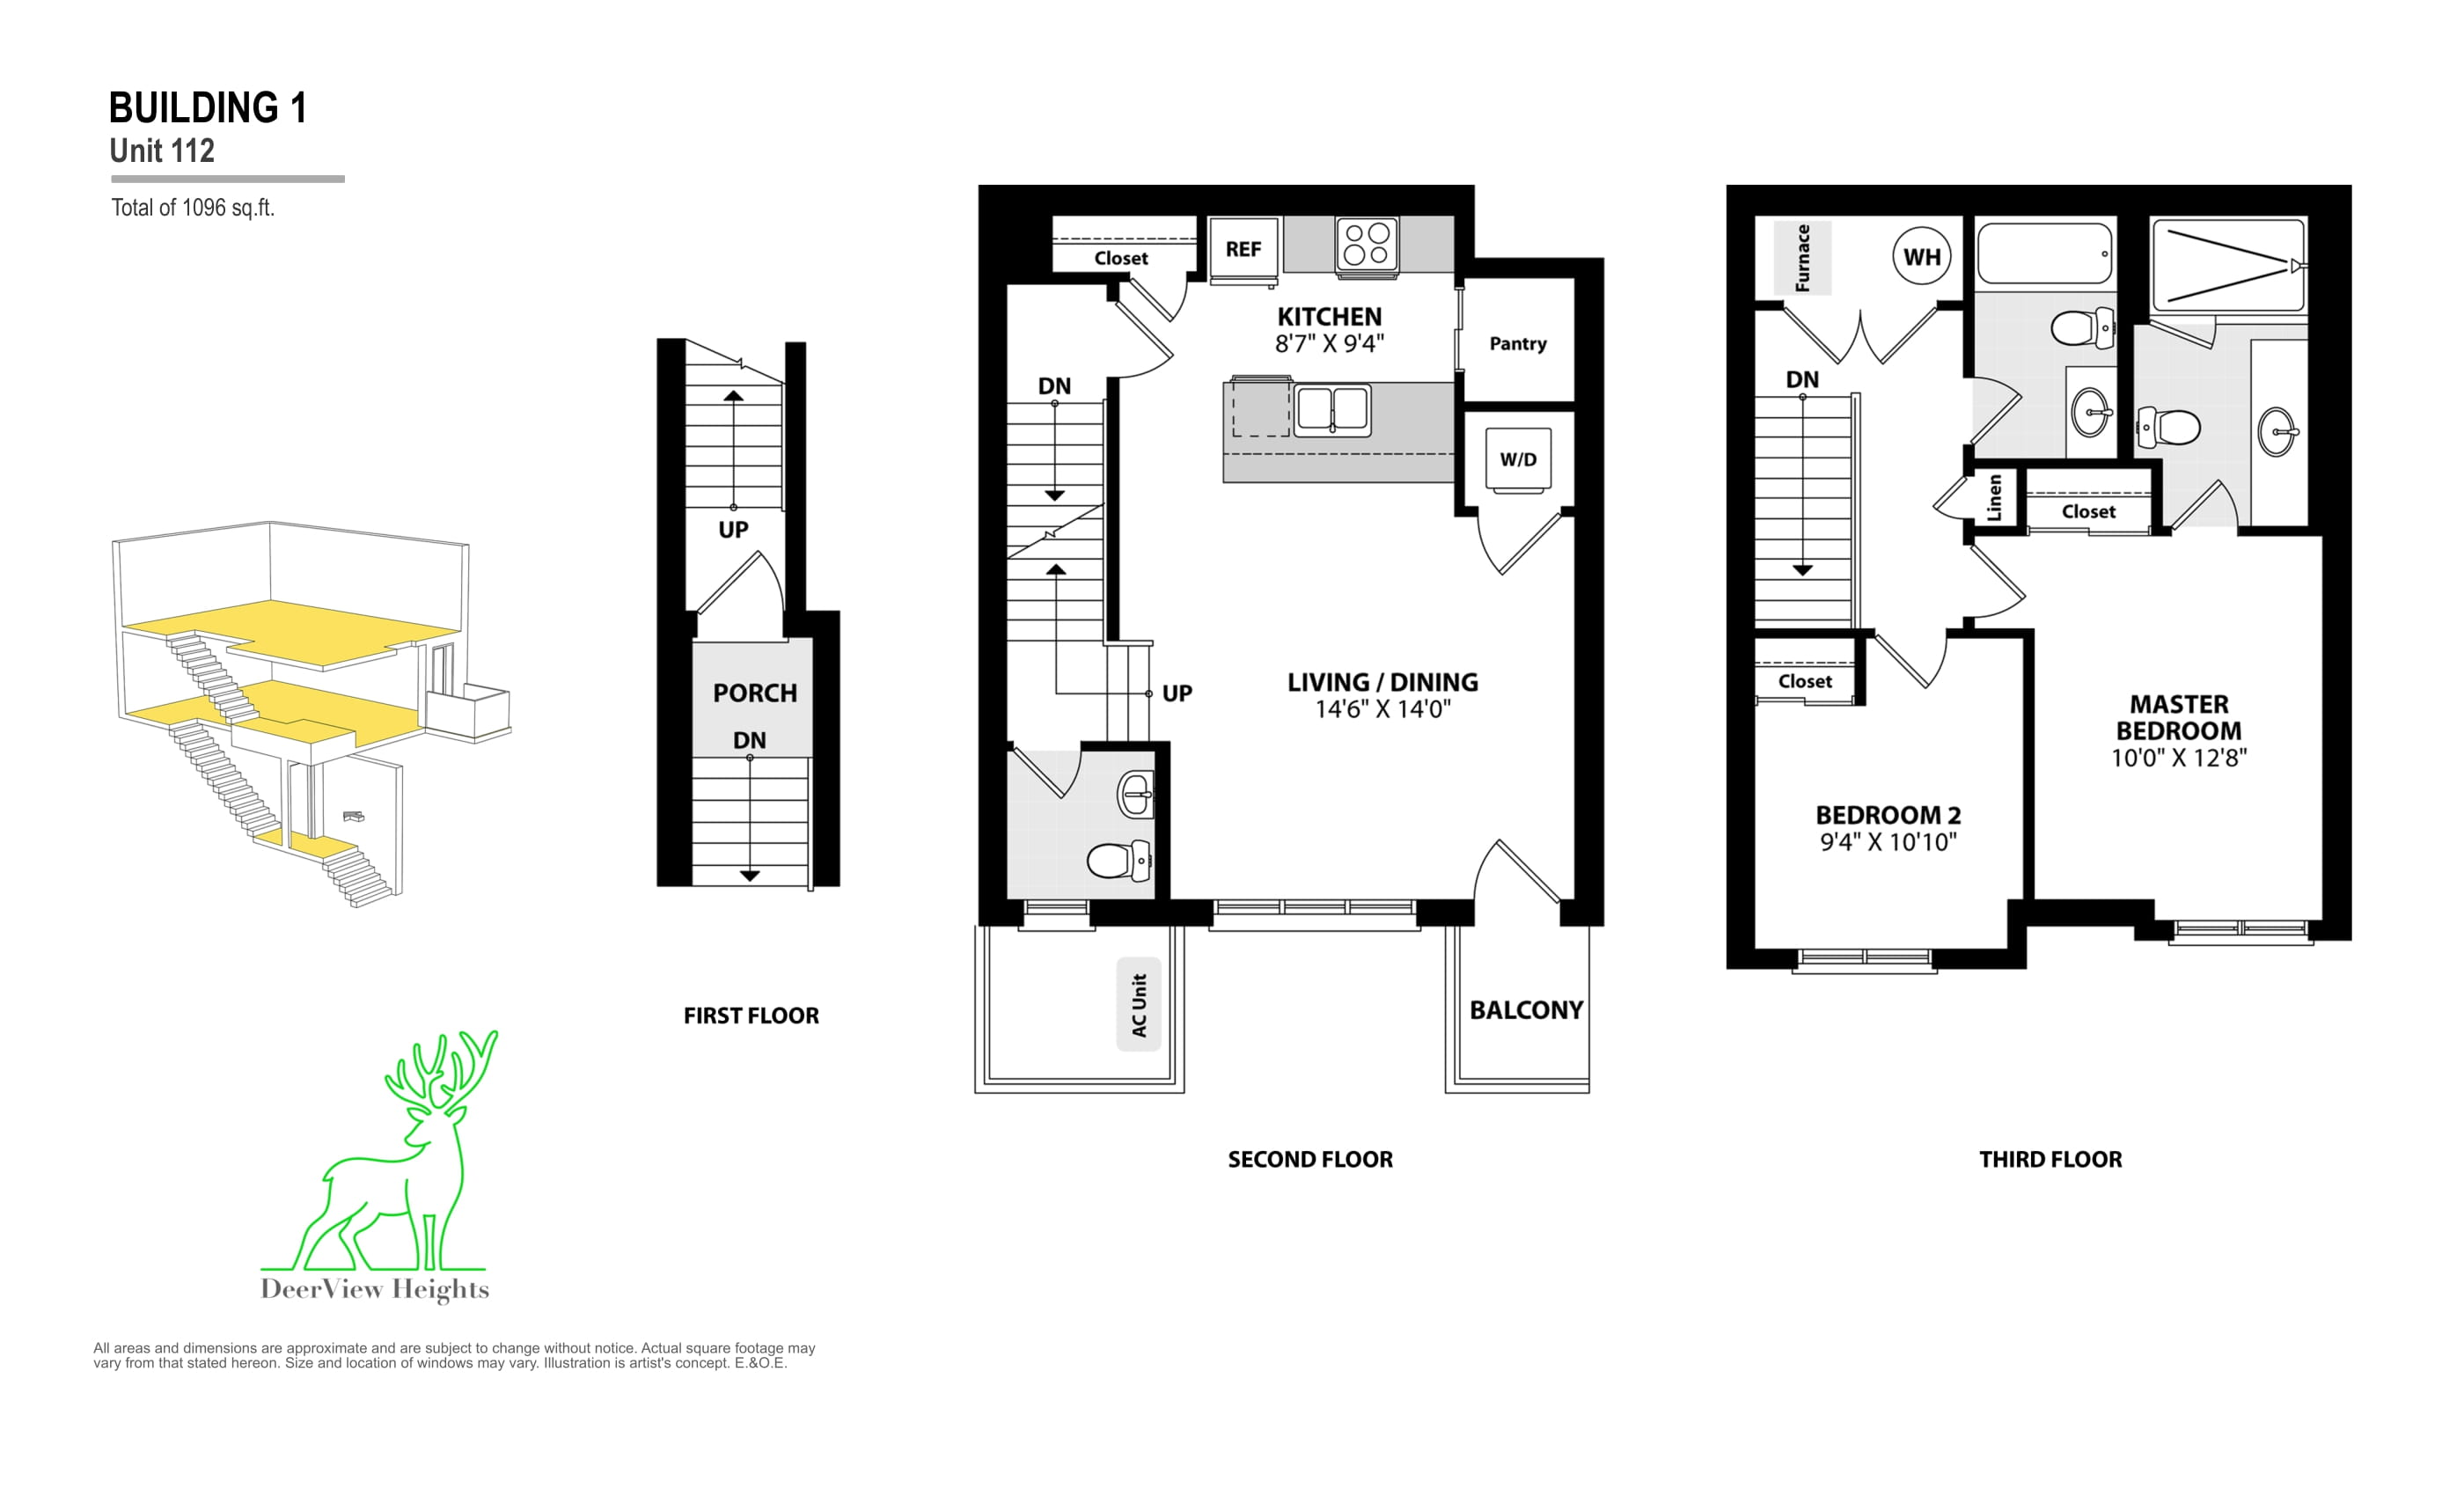 BUILDING 1
Unit 112
Total of 1096 sq.ft.
UP
PORCH
DN
FIRST FLOOR
Closet
REF
KITCHEN
8'7" X 9'4"
Pantry
DN
W/D
LIVING / DINING
14'6" X 14'0"
UP
AC Unit
BALCONY
SECOND FLOOR
Furnace
WH
DN
Linen
Closet
Closet
MASTER
BEDROOM
10'0" X 12'8"
BEDROOM 2
9'4" X 10'10"
THIRD FLOOR
DeerView Heights
All areas and dimensions are approximate and are subject to change without notice. Actual square footage may
vary from that stated hereon. Size and location of windows may vary. Illustration is artist's concept. E.&O.E.